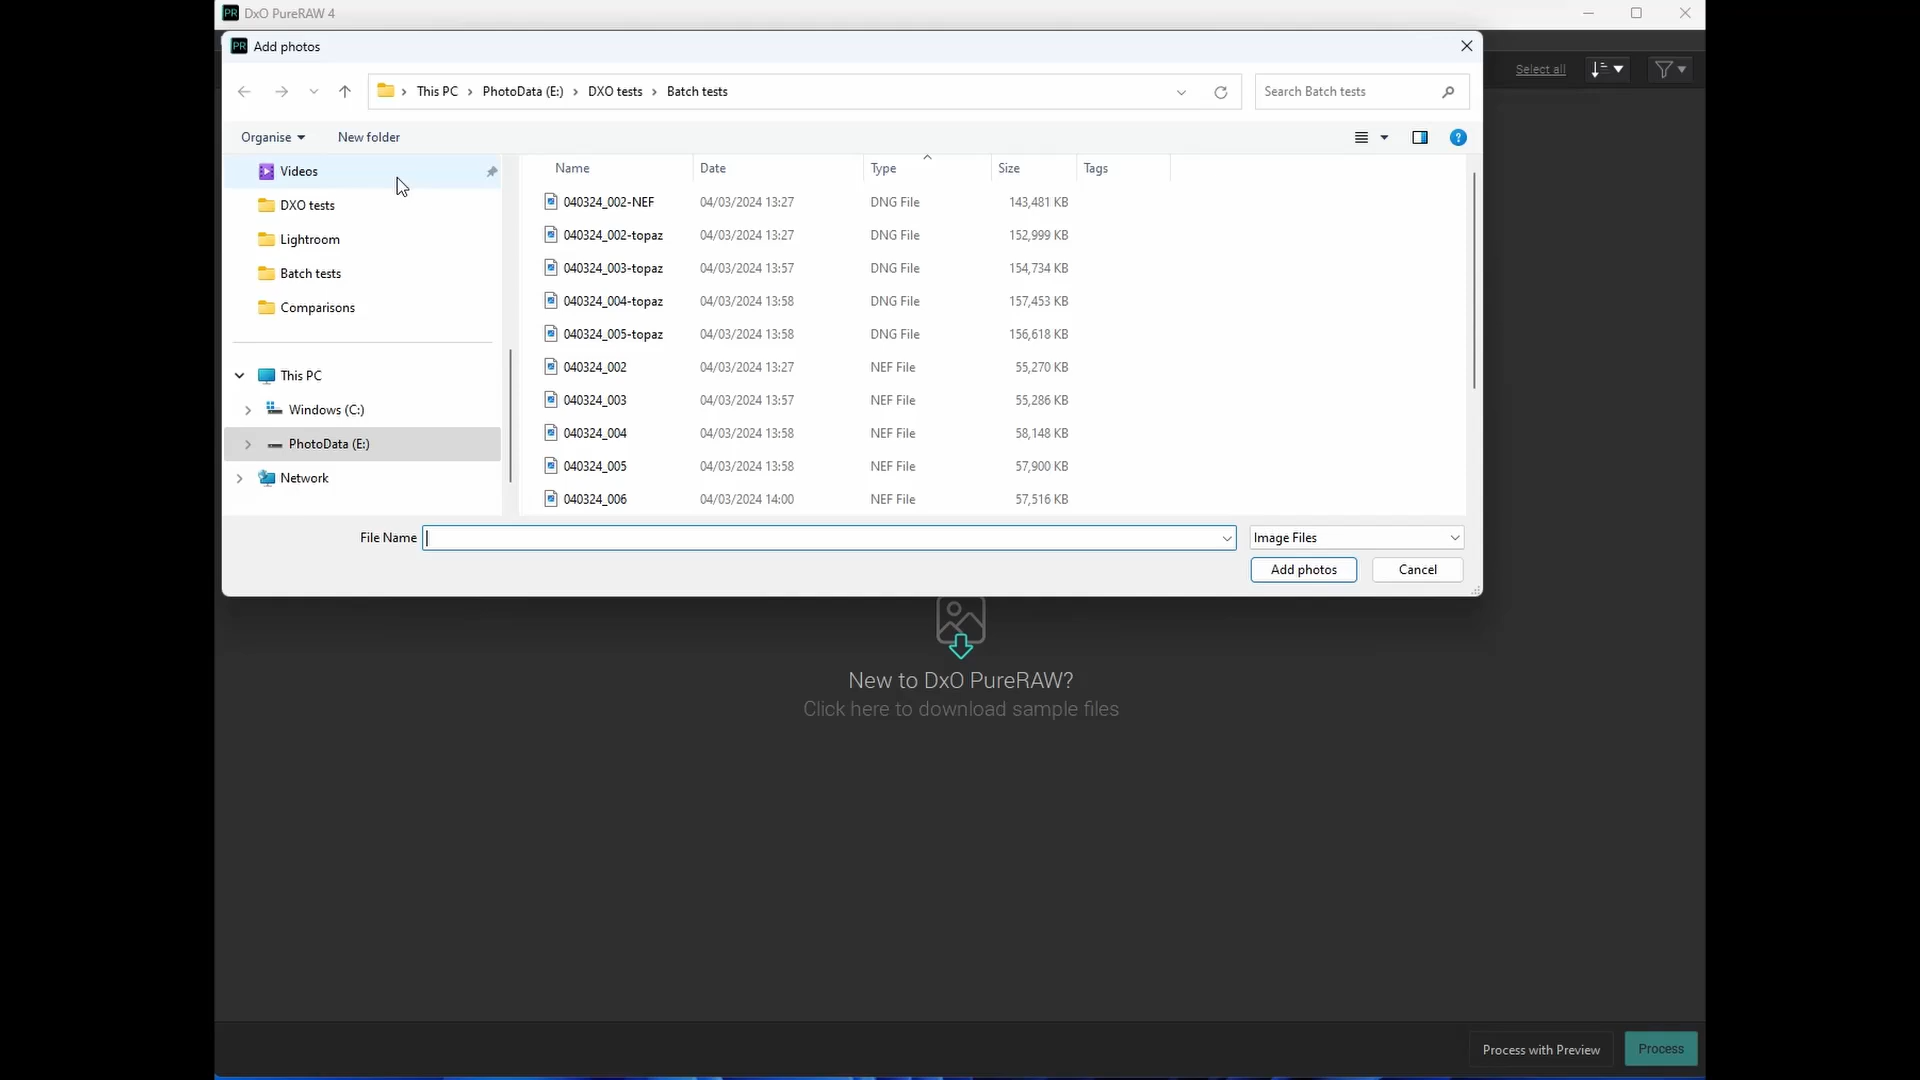 DxO PureRAW 4
Add photos
This PC > PhotoData (E:) > DXO tests > Batch tests
Search Batch tests
Select all
Organise
New folder
Videos
DXO tests
Lightroom
Batch tests
Comparisons
This PC
Windows (C:)
PhotoData (E:)
Network
Name Date Type Size Tags
040324_002-NEF 04/03/2024 13:27 DNG File 143,481 KB
040324_002-topaz 04/03/2024 13:27 DNG File 152,999 KB
040324_003-topaz 04/03/2024 13:57 DNG File 154,734 KB
040324_004-topaz 04/03/2024 13:58 DNG File 157,453 KB
040324_005-topaz 04/03/2024 13:58 DNG File 156,618 KB
040324_002 04/03/2024 13:27 NEF File 55,270 KB
040324_003 04/03/2024 13:57 NEF File 55,286 KB
040324_004 04/03/2024 13:58 NEF File 58,148 KB
040324_005 04/03/2024 13:58 NEF File 57,900 KB
040324_006 04/03/2024 14:00 NEF File 57,516 KB
File Name
Image Files
Add photos
Cancel
New to DxO PureRAW?
Click here to download sample files
Process with Preview
Process